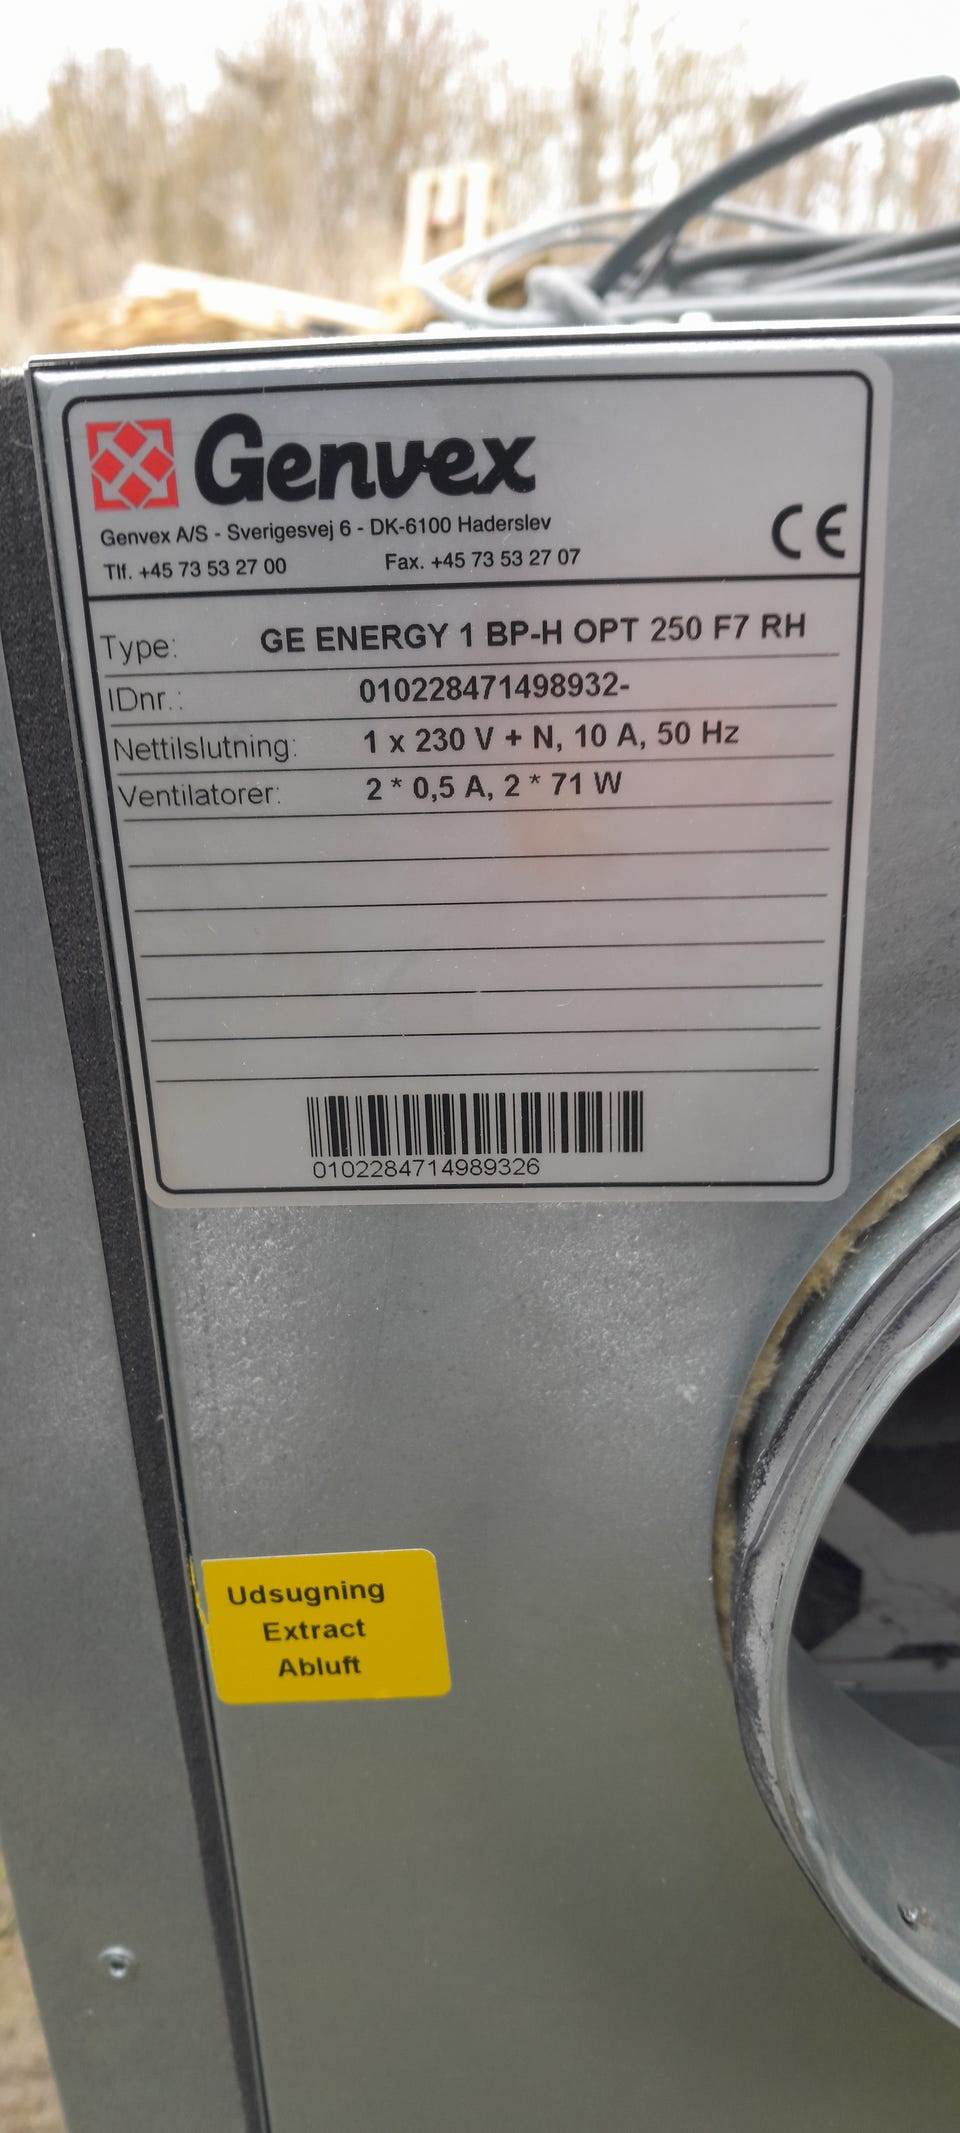 Genvex
Genvex A/S - Sverigesvej 6 - DK-6100 Haderslev
Tlf. +45 73 53 27 00 Fax. +45 73 53 27 07
CE
Type: GE ENERGY 1 BP-H OPT 250 F7 RH
IDnr.: 010228471498932-
Nettilslutning: 1 x 230 V + N, 10 A, 50 Hz
Ventilatorer: 2 * 0,5 A, 2 * 71 W
0102284714989326
Udsugning
Extract
Abluft